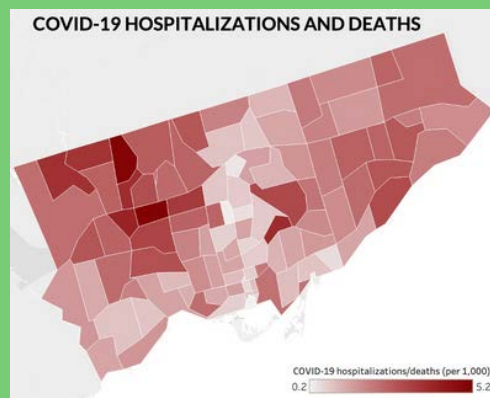 COVID-19 HOSPITALIZATIONS AND DEATHS
COVID-19 hospitalizations/deaths (per 1,000)
0.2 5.2